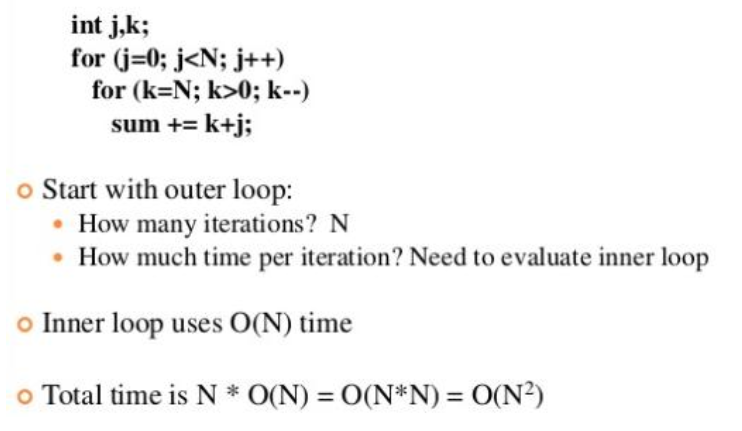 int j,k;
for (j=0; j<N; j++)
for (k=N; k>0; k--)
sum += k+j;
Start with outer loop:
How many iterations? N
How much time per iteration? Need to evaluate inner loop
Inner loop uses O(N) time
Total time is N * O(N) = O(N*N) = O(N²)